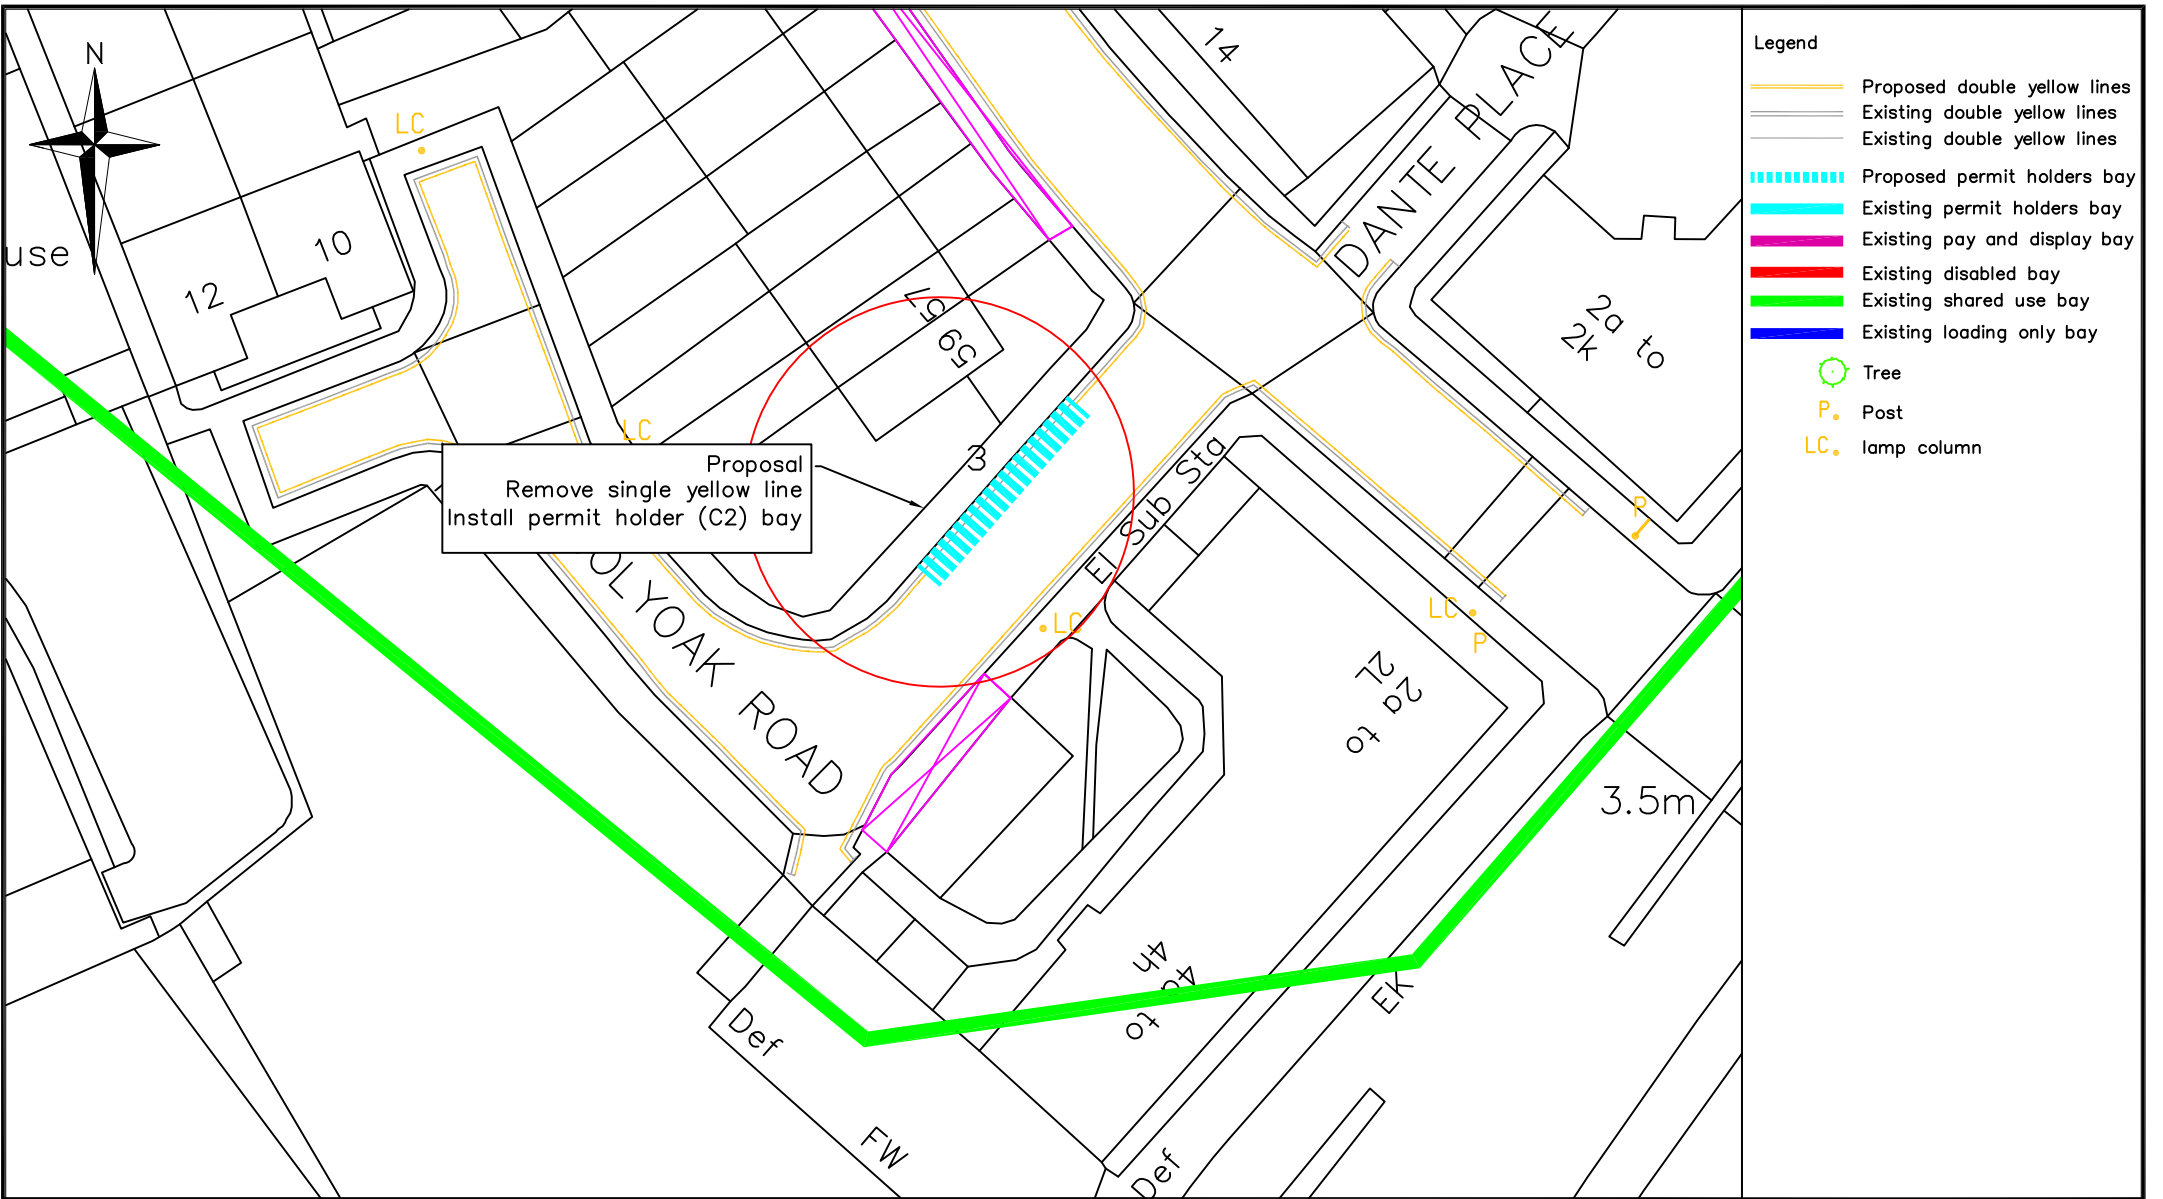 N
LC
use
12
10
14
DANTE PLACE
57
59
2a to
2k
LC
3
Proposal
Remove single yellow line
Install permit holder (C2) bay
El Sub Sta
P
OLYOAK ROAD
LC
LC
P
2a to
2L
3.5m
4a to
4h
EK
Def
FW
Def
Legend
Proposed double yellow lines
Existing double yellow lines
Existing double yellow lines
Proposed permit holders bay
Existing permit holders bay
Existing pay and display bay
Existing disabled bay
Existing shared use bay
Existing loading only bay
Tree
P. Post
LC. lamp column